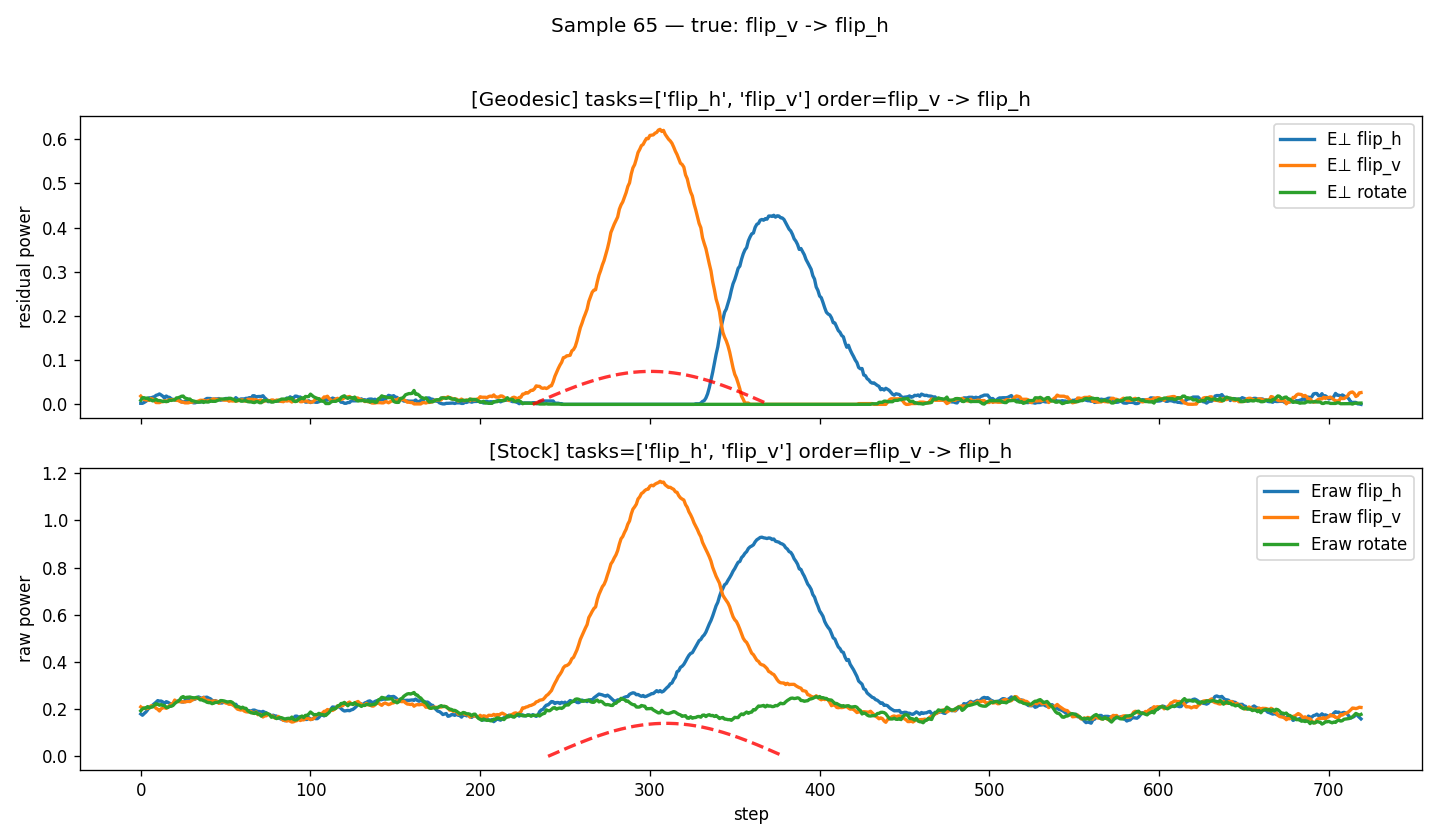 Sample 65 — true: flip_v -> flip_h
[Geodesic] tasks=['flip_h', 'flip_v'] order=flip_v -> flip_h
residual power
0.6
0.5
0.4
0.3
0.2
0.1
0.0
E⊥ flip_h
E⊥ flip_v
E⊥ rotate
[Stock] tasks=['flip_h', 'flip_v'] order=flip_v -> flip_h
raw power
1.2
1.0
0.8
0.6
0.4
0.2
0.0
Eraw flip_h
Eraw flip_v
Eraw rotate
0 100 200 300 400 500 600 700
step